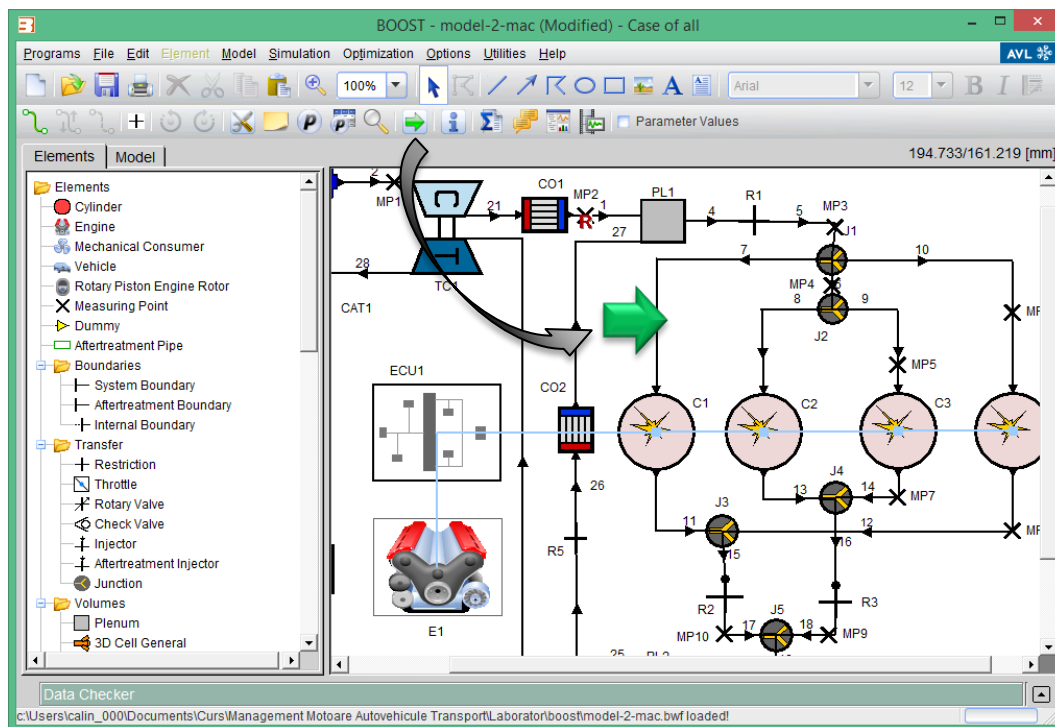 BOOST - model-2-mac (Modified) - Case of all
Programs File Edit Element Model Simulation Optimization Options Utilities Help
AVL
100%
A
Arial
12
B I
P
P
i
Σ
Parameter Values
Elements Model
194.733/161.219 [mm]
Elements
Cylinder
Engine
Mechanical Consumer
Vehicle
Rotary Piston Engine Rotor
Measuring Point
Dummy
Aftertreatment Pipe
Boundaries
System Boundary
Aftertreatment Boundary
Internal Boundary
Transfer
Restriction
Throttle
Rotary Valve
Check Valve
Injector
Aftertreatment Injector
Junction
Volumes
Plenum
3D Cell General
2
MP1
C
T
TC1
21
CO1
MP2
R
1
27
PL1
4
R1
5
MP3
J1
28
CAT1
7
10
MP4
8
9
J2
MP5
ECU1
CO2
C1
C2
C3
26
R5
J4
13
14
MP7
J3
11
12
15
16
R2
R3
J5
MP10
17
18
MP9
E1
25
PL2
Data Checker
c:\Users\calin_000\Documents\Curs\Management Motoare Autovehicule Transport\Laborator\boost\model-2-mac.bwf loaded!